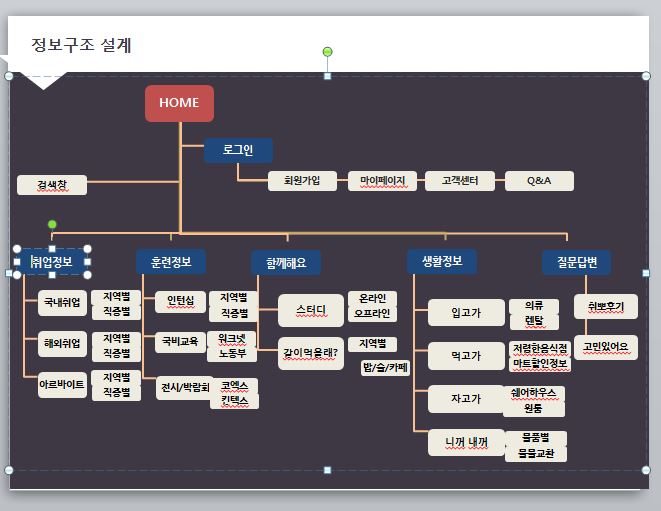 정보구조 설계
HOME
로그인
검색창
회원가입
마이페이지
고객센터
Q&A
취업정보
훈련정보
함께해요
생활정보
질문답변
국내취업
지역별
직종별
해외취업
지역별
직종별
아르바이트
지역별
직종별
인턴십
지역별
직종별
국비교육
워크넷
노동부
전시/박람회
코엑스
킨텍스
스터디
온라인
오프라인
같이먹을래?
지역별
밥/술/카페
입고가
의류
렌탈
먹고가
저렴한음식점
마트할인정보
자고가
쉐어하우스
원룸
니꺼 내꺼
물품별
물물교환
취뽀후기
고민있어요